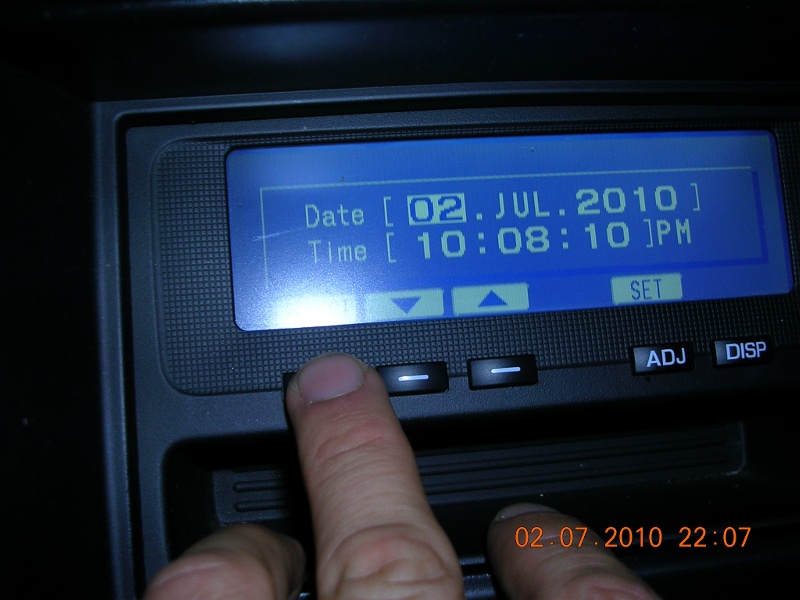 Date [ 02.JUL.2010 ]
Time [ 10:08:10 ]PM
SET
ADJ DISP
02.07.2010 22:07